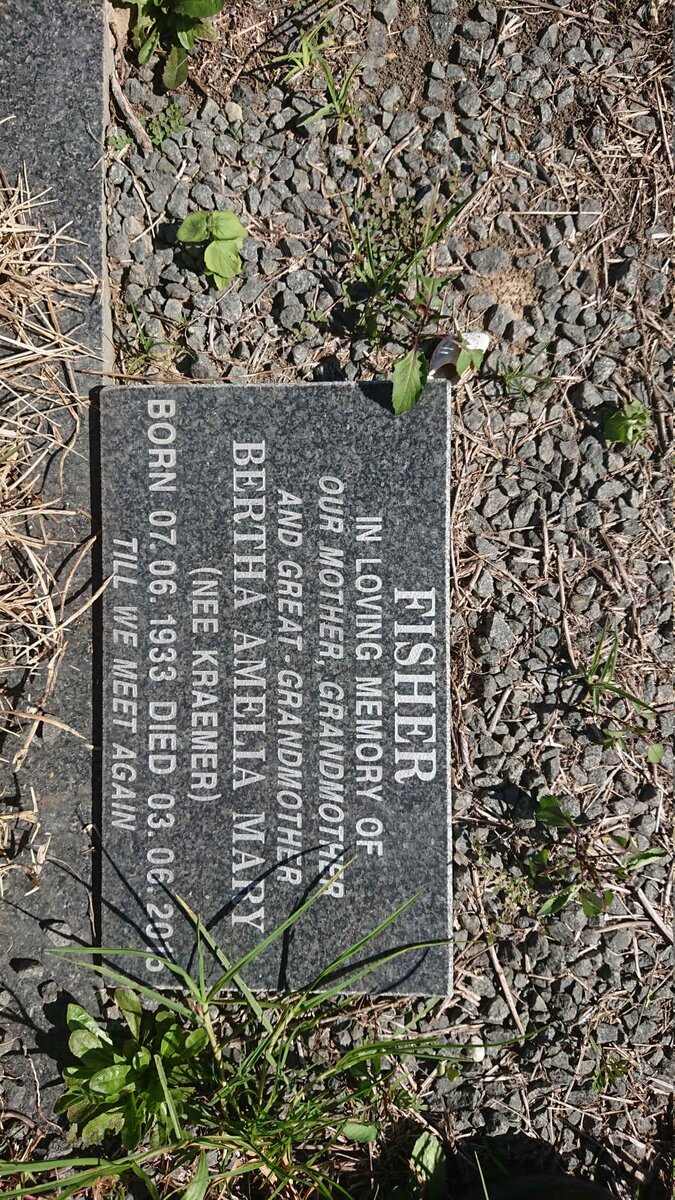 FISHER
IN LOVING MEMORY OF
OUR MOTHER, GRANDMOTHER
AND GREAT-GRANDMOTHER
BERTHA AMELIA MARY
(NEE KRAEMER)
BORN 07. 06. 1933 DIED 03. 06.
TILL WE MEET AGAIN